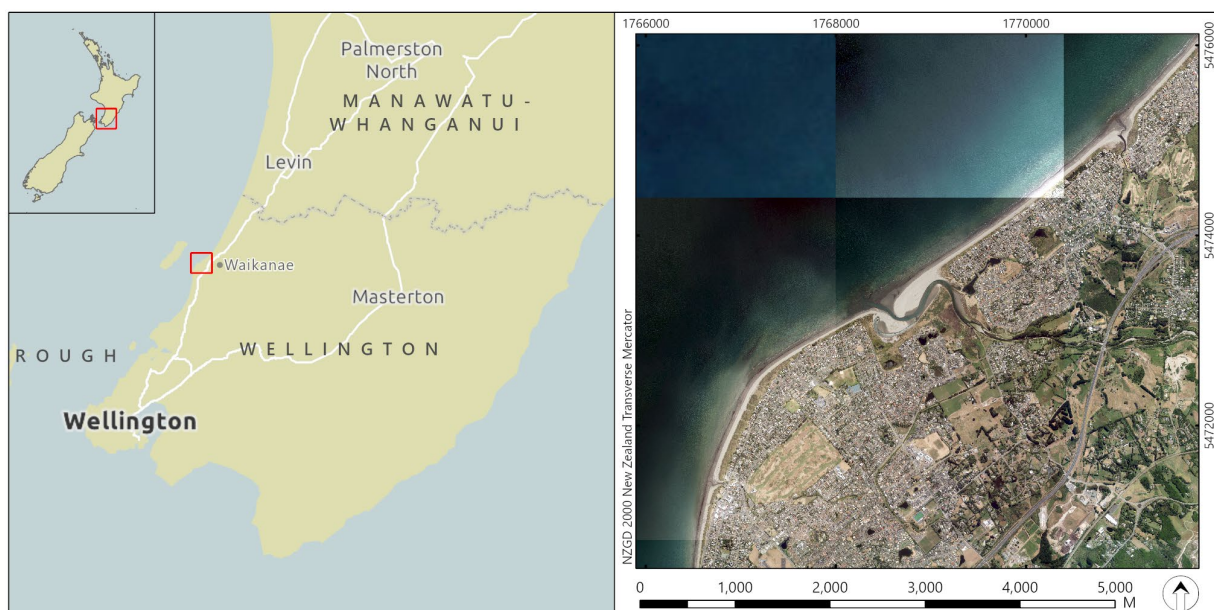 Palmerston
North
MANAWATU-
WHANGANUI
Levin
Waikanae
Masterton
ROUGH
WELLINGTON
Wellington
1766000
1768000
1770000
5476000
5474000
5472000
NZGD 2000 New Zealand Transverse Mercator
0
1,000
2,000
3,000
4,000
5,000
M